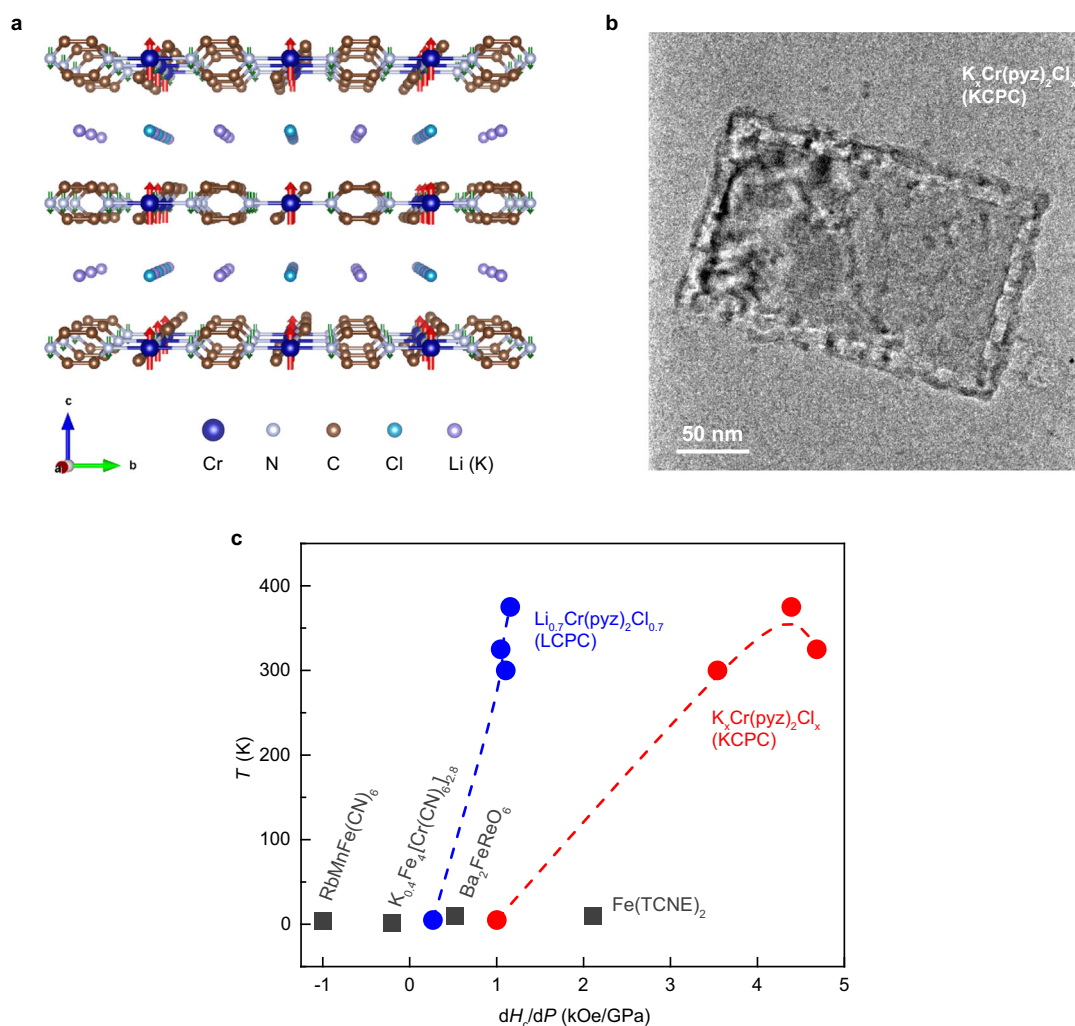 a
c
a
b
Cr
N
C
Cl
Li (K)
b
KₓCr(pyz)₂Clₓ
(KCPC)
50 nm
c
T (K)
400
300
200
100
0
-1
0
1
2
3
4
5
dH꜀/dP (kOe/GPa)
Li₀.₇Cr(pyz)₂Cl₀.₇
(LCPC)
KₓCr(pyz)₂Clₓ
(KCPC)
RbMnFe(CN)₆
K₀.₄Fe₄[Cr(CN)₆]₂.₈
Ba₂FeReO₆
Fe(TCNE)₂